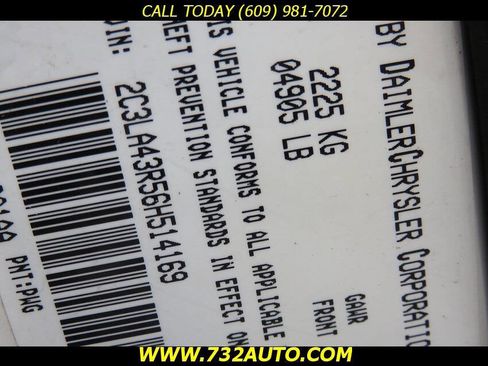 CALL TODAY (609) 981-7072
BY DAIMLERCHRYSLER CORPORATIO
2225 KG
04905 LB
GAWR
FRONT
IS VEHICLE CONFORMS TO ALL APPLICABLE
EFT PREVENTION STANDARDS IN EFFECT ON
VIN:
2C3LA43R56H514169
PNT:PWG
WWW.732AUTO.COM